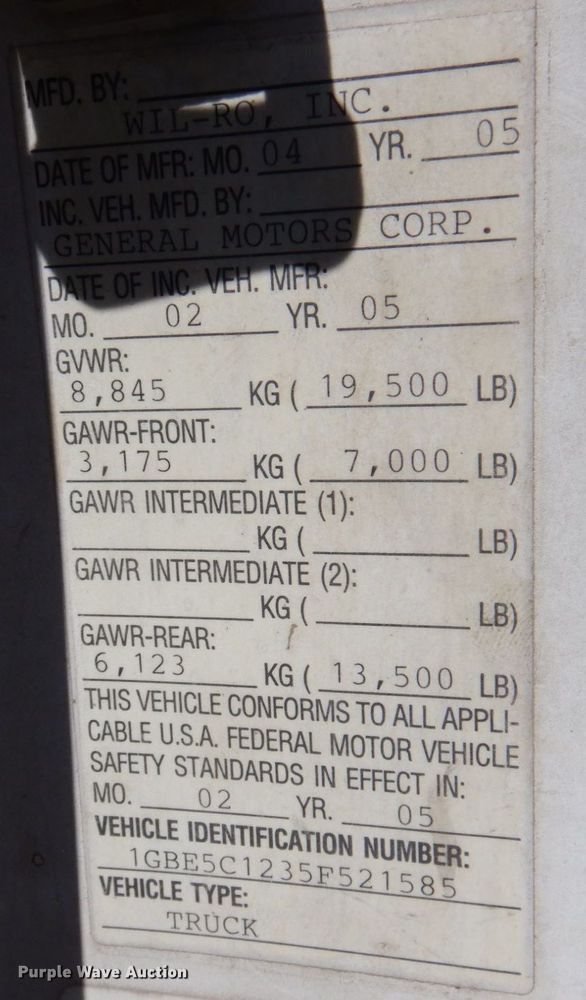 MFD. BY:
WIL-RO, INC.
DATE OF MFR: MO. 04 YR. 05
INC. VEH. MFD. BY:
GENERAL MOTORS CORP.
DATE OF INC. VEH. MFR:
MO. 02 YR. 05
GVWR:
8,845 KG ( 19,500 LB)
GAWR-FRONT:
3,175 KG ( 7,000 LB)
GAWR INTERMEDIATE (1):
KG ( LB)
GAWR INTERMEDIATE (2):
KG ( LB)
GAWR-REAR:
6,123 KG ( 13,500 LB)
THIS VEHICLE CONFORMS TO ALL APPLI-
CABLE U.S.A. FEDERAL MOTOR VEHICLE
SAFETY STANDARDS IN EFFECT IN:
MO. 02 YR. 05
VEHICLE IDENTIFICATION NUMBER:
1GBE5C1235F521585
VEHICLE TYPE:
TRUCK
Purple Wave Auction